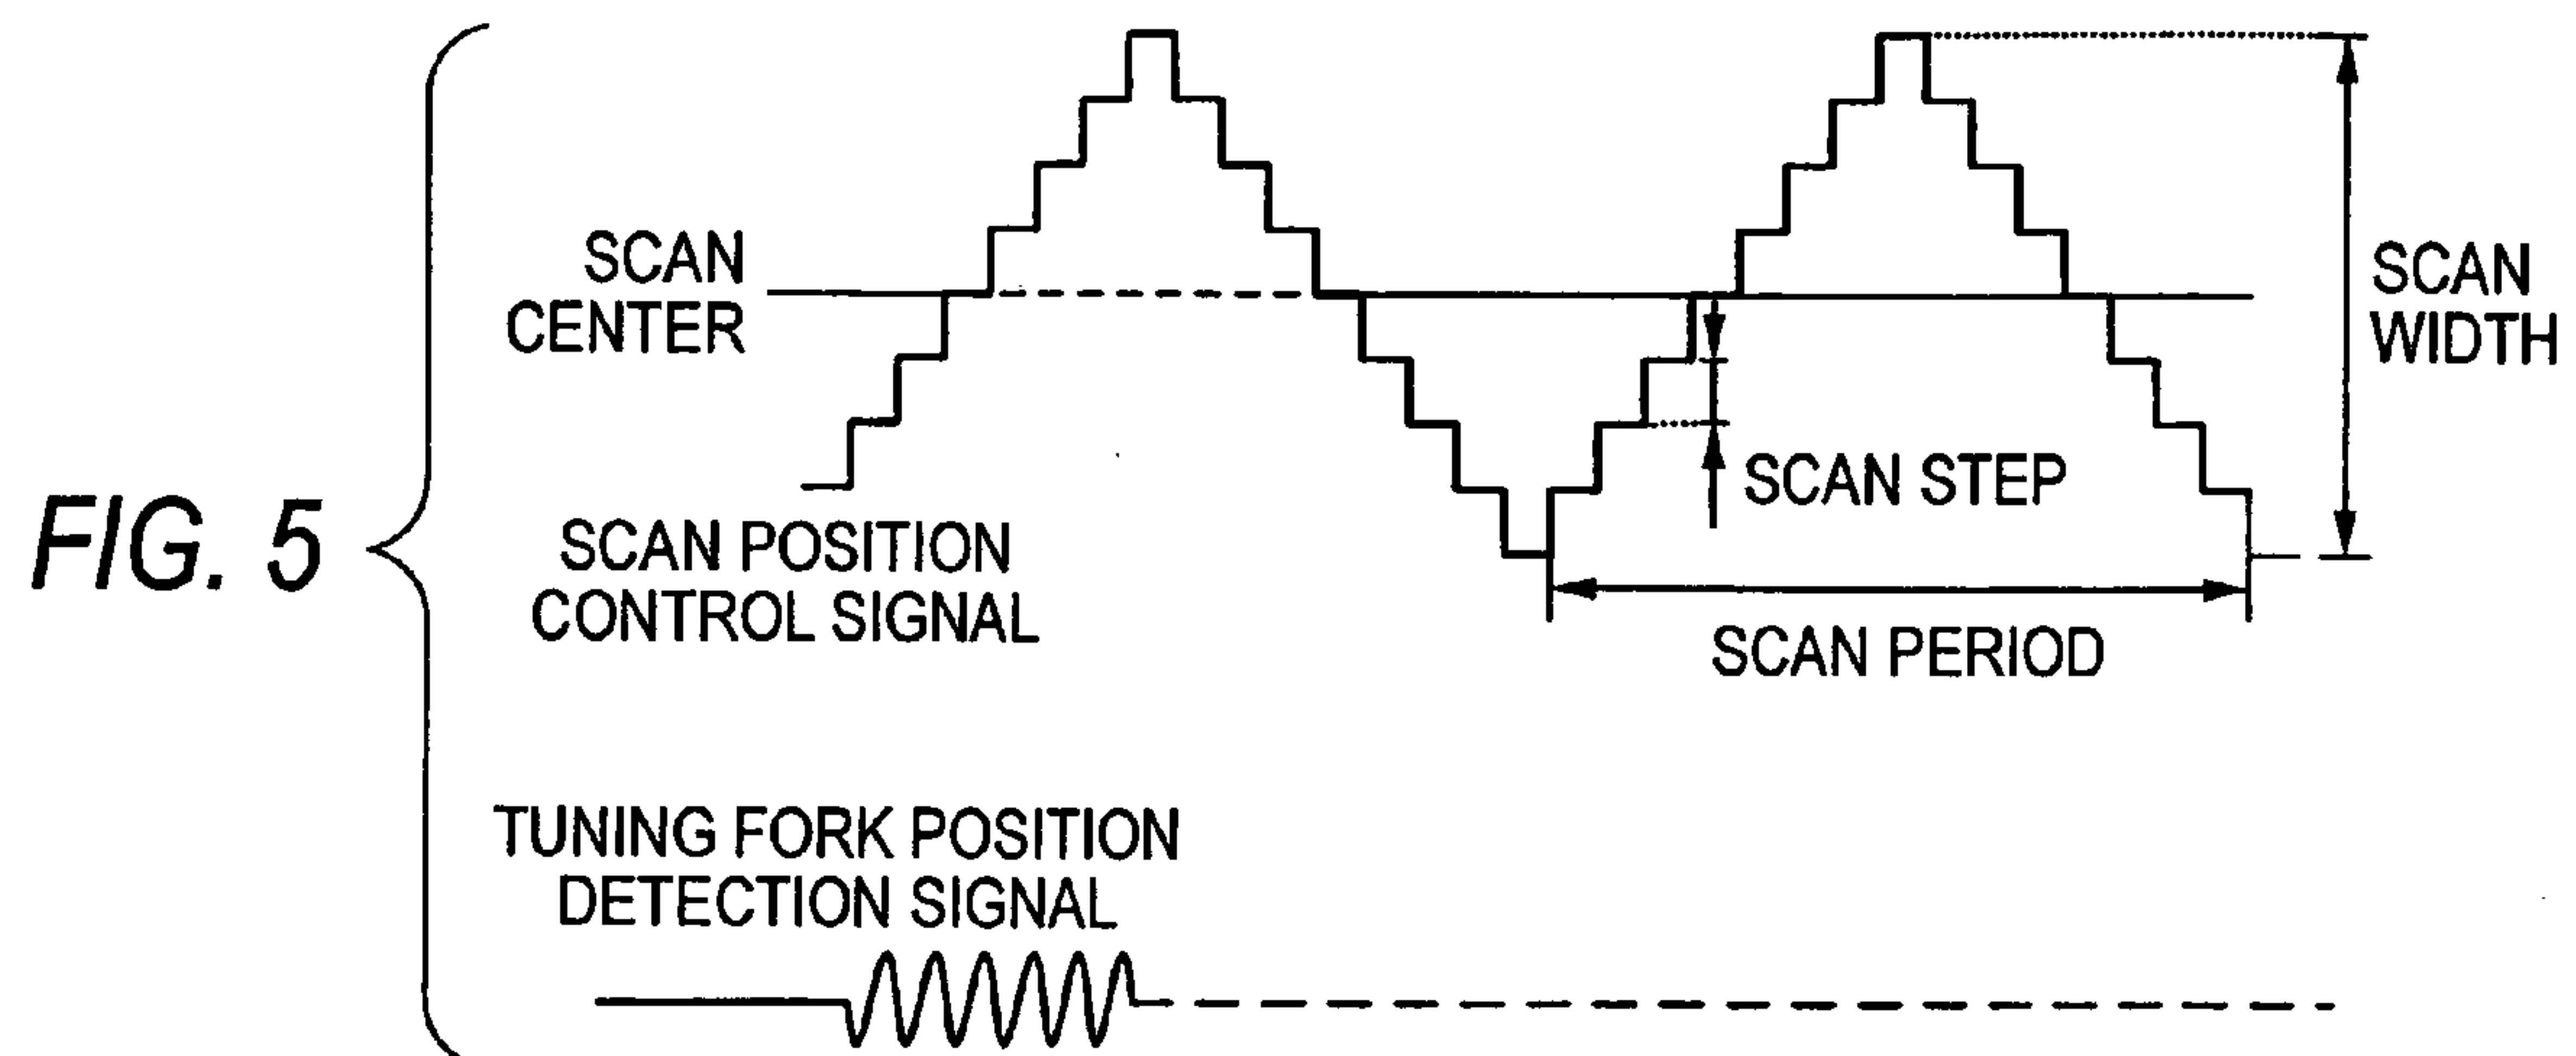 FIG. 5
SCAN
CENTER
SCAN
WIDTH
SCAN STEP
SCAN POSITION
CONTROL SIGNAL
SCAN PERIOD
TUNING FORK POSITION
DETECTION SIGNAL